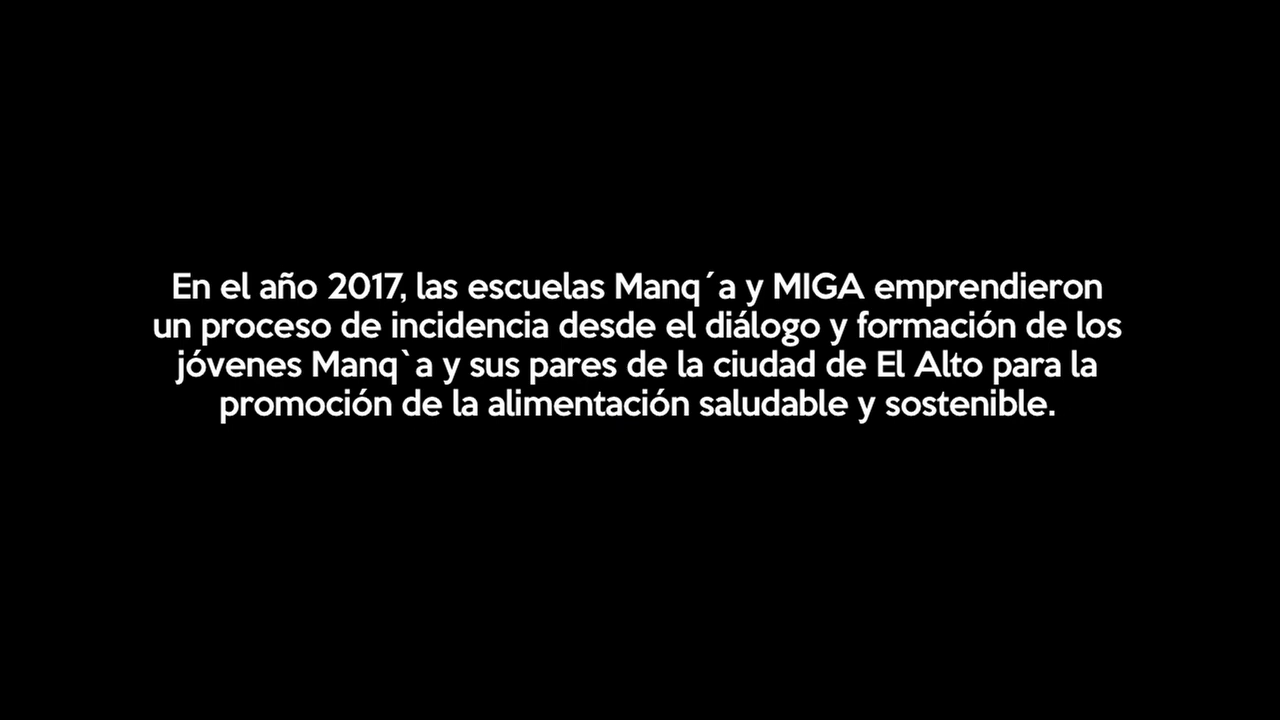 En el año 2017, las escuelas Manq´a y MIGA emprendieron
un proceso de incidencia desde el diálogo y formación de los
jóvenes Manq`a y sus pares de la ciudad de El Alto para la
promoción de la alimentación saludable y sostenible.